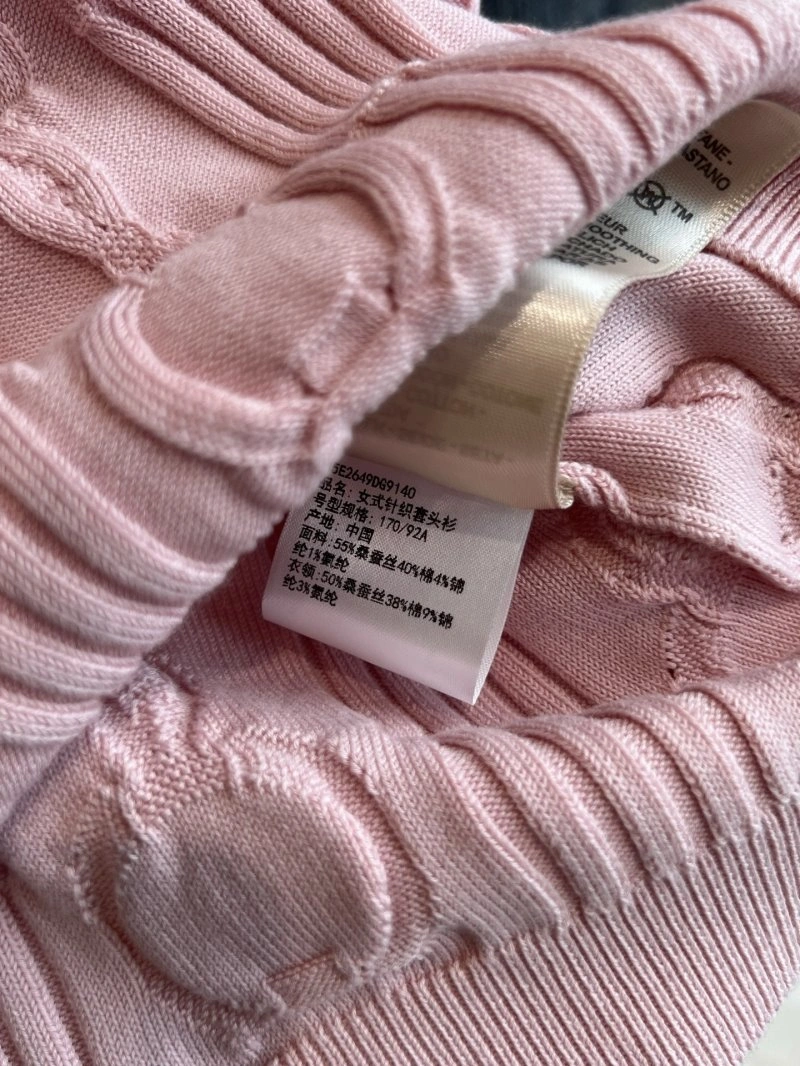 TANE -
ASTANO
TM
EUR
OOTHING
5E2649DG9140
品名: 女式针织套头衫
号型规格: 170/92A
产地: 中国
面料: 55%桑蚕丝40%棉4%锦
纶1%氨纶
衣领: 50%桑蚕丝38%棉9%锦
纶3%氨纶